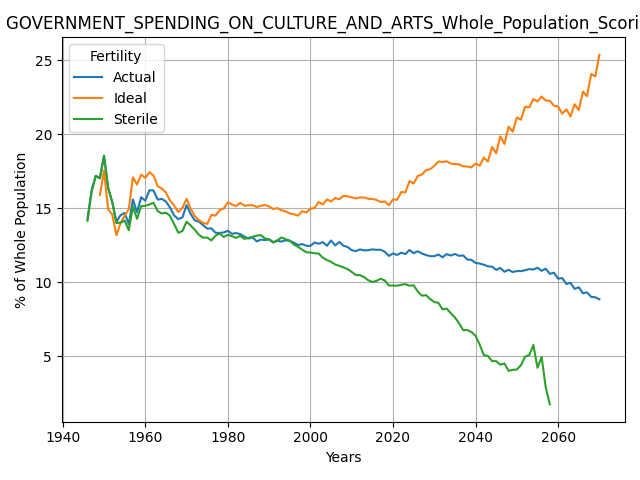 GOVERNMENT_SPENDING_ON_CULTURE_AND_ARTS_Whole_Population_Scori
Fertility
Actual
Ideal
Sterile
% of Whole Population
25
20
15
10
5
1940 1960 1980 2000 2020 2040 2060
Years